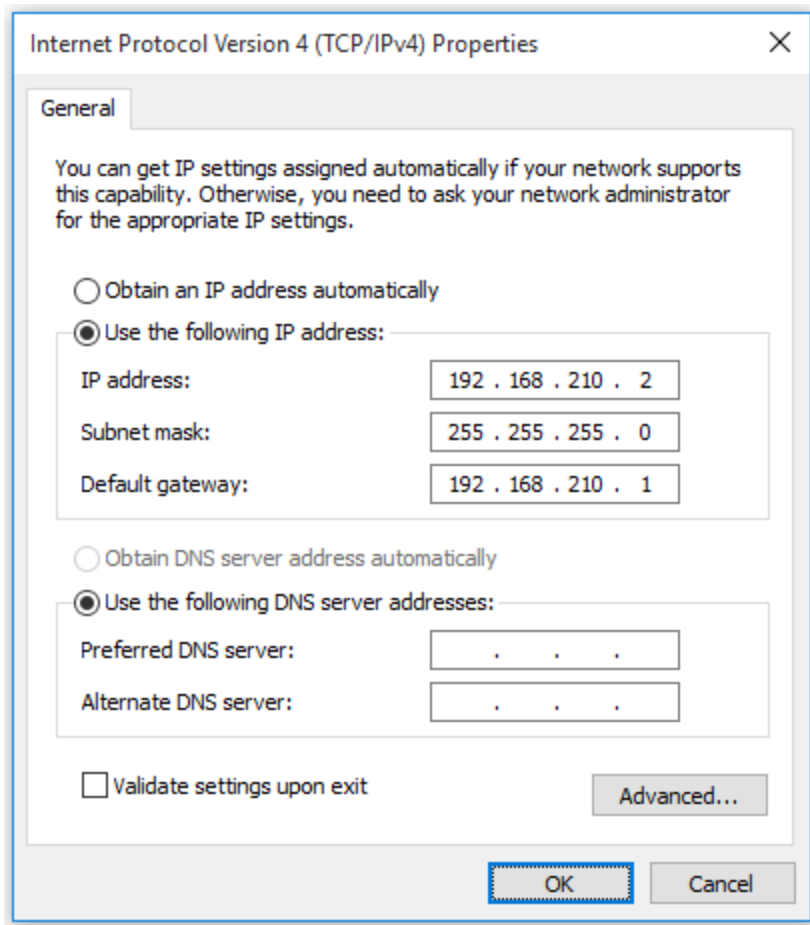 Internet Protocol Version 4 (TCP/IPv4) Properties
General
You can get IP settings assigned automatically if your network supports
this capability. Otherwise, you need to ask your network administrator
for the appropriate IP settings.
Obtain an IP address automatically
Use the following IP address:
IP address: 192 . 168 . 210 . 2
Subnet mask: 255 . 255 . 255 . 0
Default gateway: 192 . 168 . 210 . 1
Obtain DNS server address automatically
Use the following DNS server addresses:
Preferred DNS server: . . .
Alternate DNS server: . . .
Validate settings upon exit
Advanced...
OK Cancel